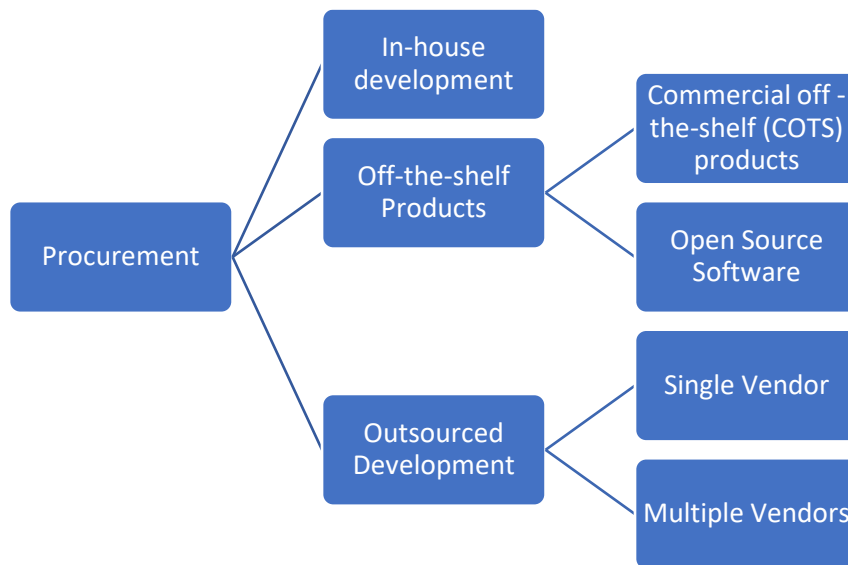 In-house
development
Commercial off -
the-shelf (COTS)
products
Off-the-shelf
Products
Procurement
Open Source
Software
Single Vendor
Outsourced
Development
Multiple Vendors